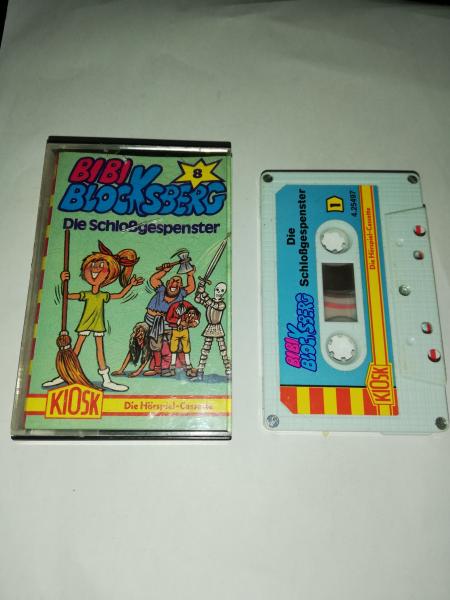 BIBI
8
BLOCKSBERG
Die Schloßgespenster
KIOSK
Die Hörspiel-Cassette
BIBI
BLOCKSBERG
Die
Schloßgespenster
1
4.25497
KIOSK
Die Hörspiel-Cassette